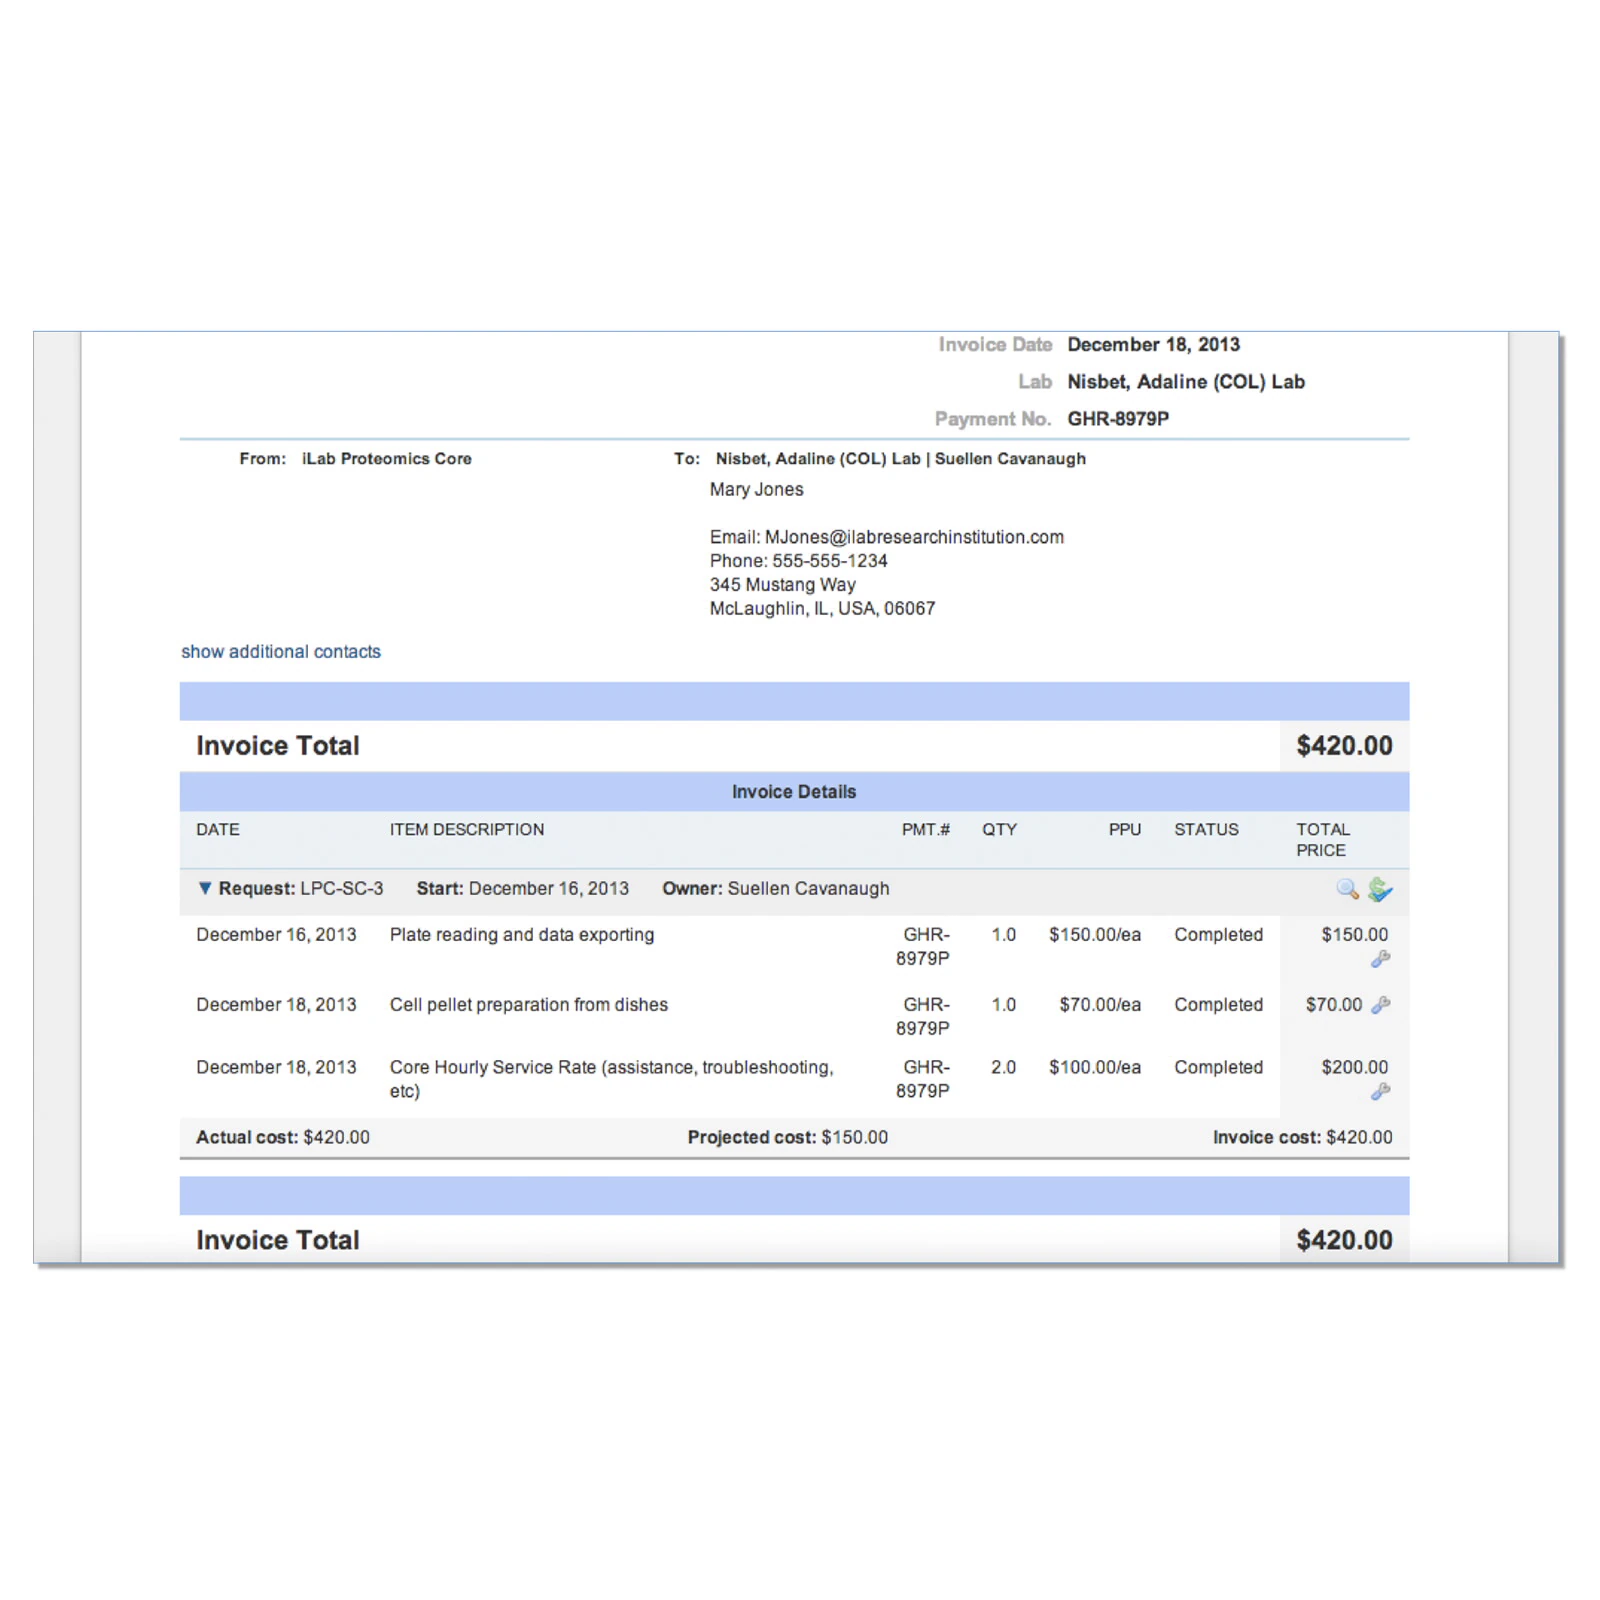 Invoice Date December 18, 2013
Lab Nisbet, Adaline (COL) Lab
Payment No. GHR-8979P
From: iLab Proteomics Core
To: Nisbet, Adaline (COL) Lab | Suellen Cavanaugh
Mary Jones
Email: MJones@ilabresearchinstitution.com
Phone: 555-555-1234
345 Mustang Way
McLaughlin, IL, USA, 06067
show additional contacts
Invoice Total $420.00
Invoice Details
DATE ITEM DESCRIPTION PMT.# QTY PPU STATUS TOTAL
PRICE
Request: LPC-SC-3 Start: December 16, 2013 Owner: Suellen Cavanaugh
December 16, 2013 Plate reading and data exporting GHR- 1.0 $150.00/ea Completed $150.00
8979P
December 18, 2013 Cell pellet preparation from dishes GHR- 1.0 $70.00/ea Completed $70.00
8979P
December 18, 2013 Core Hourly Service Rate (assistance, troubleshooting, GHR- 2.0 $100.00/ea Completed $200.00
etc) 8979P
Actual cost: $420.00 Projected cost: $150.00 Invoice cost: $420.00
Invoice Total $420.00